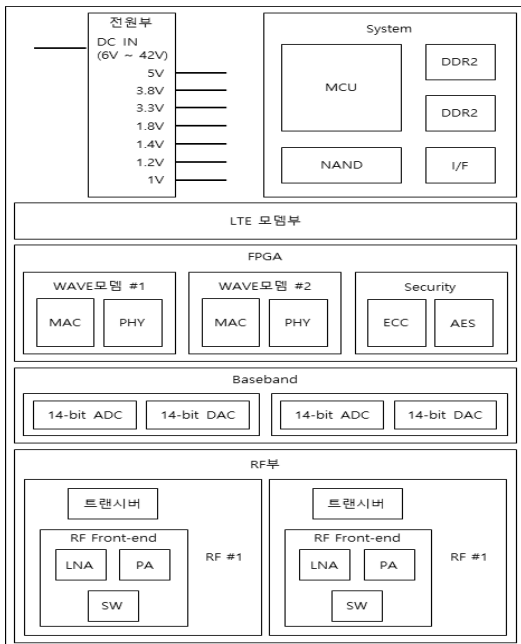 전원부
DC IN
(6V ~ 42V)
5V
3.8V
3.3V
1.8V
1.4V
1.2V
1V
System
MCU
DDR2
DDR2
NAND
I/F
LTE 모뎀부
FPGA
WAVE모뎀 #1
MAC
PHY
WAVE모뎀 #2
MAC
PHY
Security
ECC
AES
Baseband
14-bit ADC
14-bit DAC
14-bit ADC
14-bit DAC
RF부
트랜시버
RF Front-end
LNA
PA
SW
RF #1
트랜시버
RF Front-end
LNA
PA
SW
RF #1